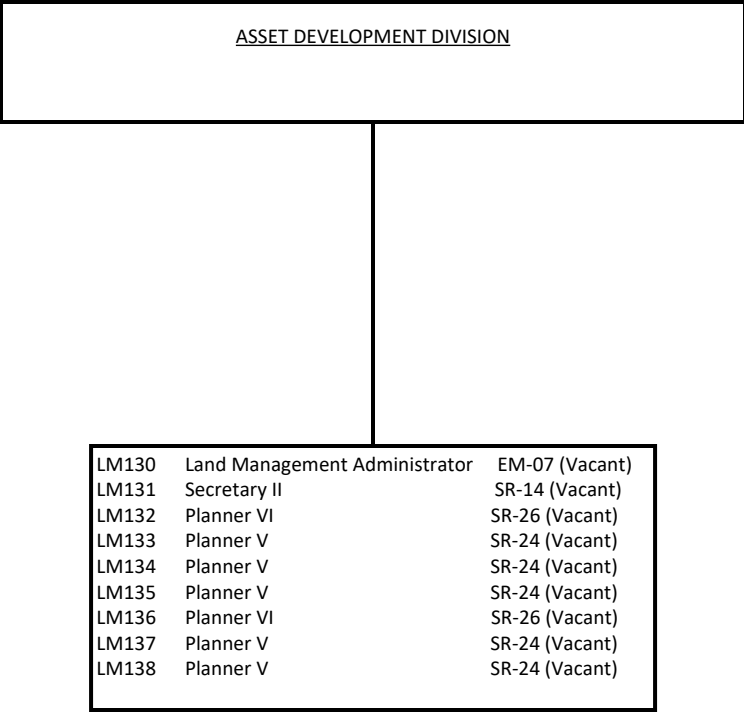 ASSET DEVELOPMENT DIVISION
LM130 Land Management Administrator EM-07 (Vacant)
LM131 Secretary II SR-14 (Vacant)
LM132 Planner VI SR-26 (Vacant)
LM133 Planner V SR-24 (Vacant)
LM134 Planner V SR-24 (Vacant)
LM135 Planner V SR-24 (Vacant)
LM136 Planner VI SR-26 (Vacant)
LM137 Planner V SR-24 (Vacant)
LM138 Planner V SR-24 (Vacant)